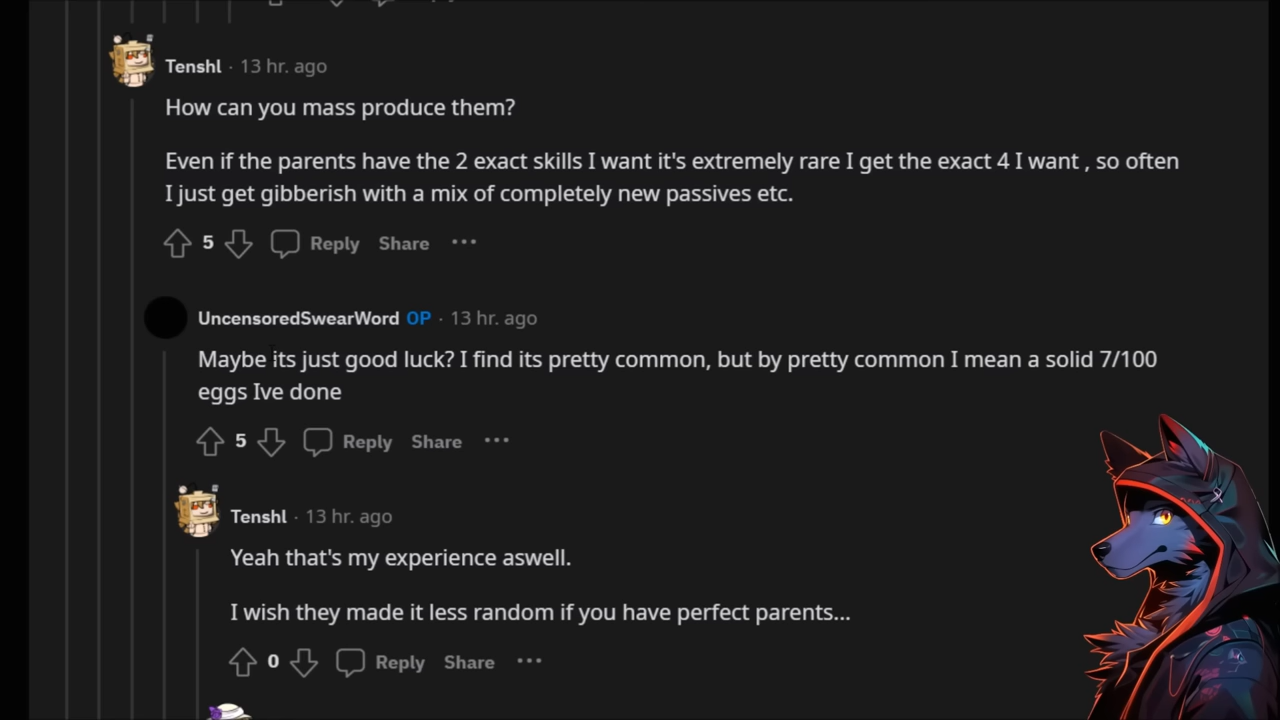 Tenshl · 13 hr. ago
How can you mass produce them?
Even if the parents have the 2 exact skills I want it's extremely rare I get the exact 4 I want , so often
I just get gibberish with a mix of completely new passives etc.
5 Reply Share ···
UncensoredSwearWord OP · 13 hr. ago
Maybe its just good luck? I find its pretty common, but by pretty common I mean a solid 7/100
eggs Ive done
5 Reply Share ···
Tenshl · 13 hr. ago
Yeah that's my experience aswell.
I wish they made it less random if you have perfect parents...
0 Reply Share ···